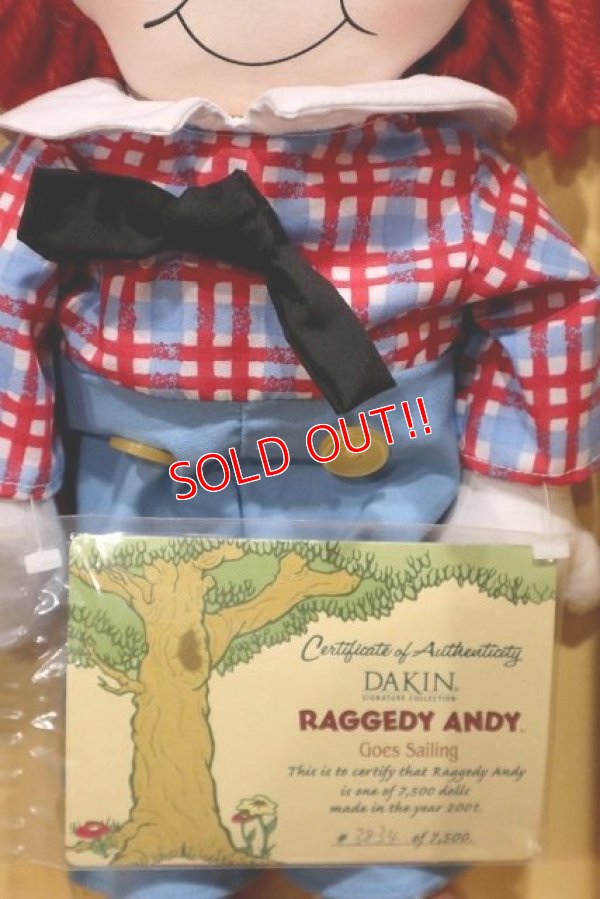 SOLD OUT!!
Certificate of Authenticity
DAKIN
SIGNATURE COLLECTION
RAGGEDY ANDY
Goes Sailing
This is to certify that Raggedy Andy
is one of 7,500 dolls
made in the year 2001.
# 3834 of 7,500.